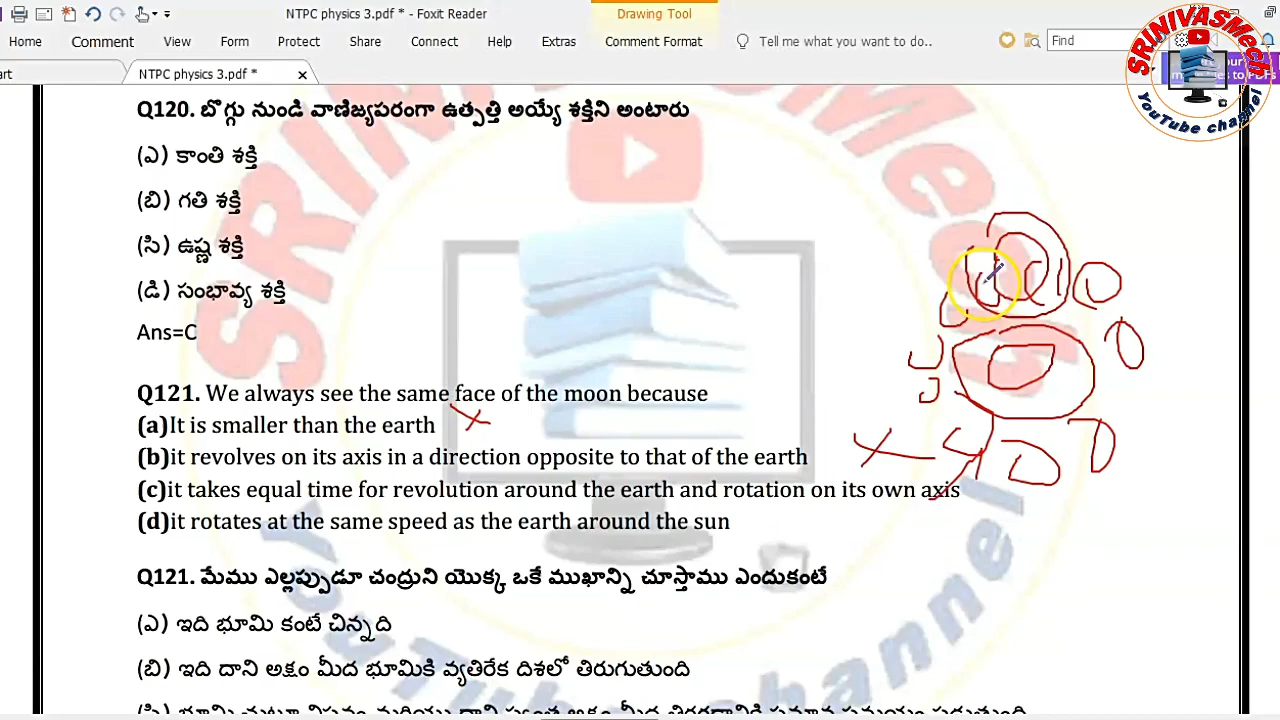 NTPC physics 3.pdf * - Foxit Reader
Drawing Tool
Home Comment View Form Protect Share Connect Help Extras Comment Format Tell me what you want to do.. Find
art NTPC physics 3.pdf *
SRINIVASMech
YouTube channel
Q120. బొగ్గు నుండి వాణిజ్యపరంగా ఉత్పత్తి అయ్యే శక్తిని అంటారు
(ఎ) కాంతి శక్తి
(బి) గతి శక్తి
(సి) ఉష్ణ శక్తి
(డి) సంభావ్య శక్తి
Ans=C
Q121. We always see the same face of the moon because
(a)It is smaller than the earth
(b)it revolves on its axis in a direction opposite to that of the earth
(c)it takes equal time for revolution around the earth and rotation on its own axis
(d)it rotates at the same speed as the earth around the sun
Q121. మేము ఎల్లప్పుడూ చంద్రుని యొక్క ఒకే ముఖాన్ని చూస్తాము ఎందుకంటే
(ఎ) ఇది భూమి కంటే చిన్నది
(బి) ఇది దాని అక్షం మీద భూమికి వ్యతిరేక దిశలో తిరుగుతుంది